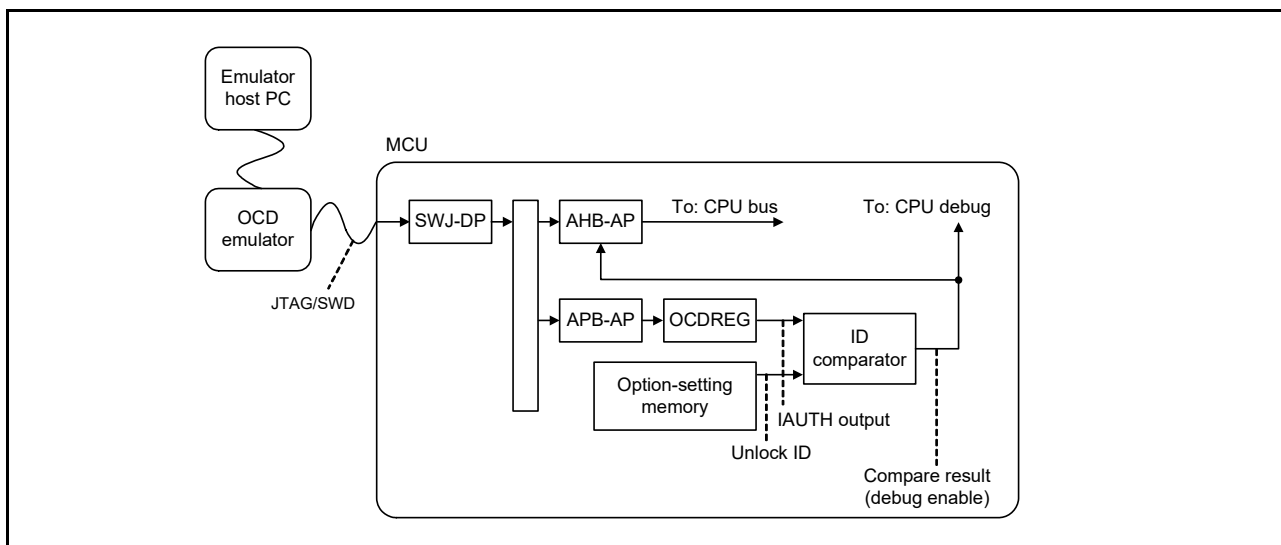 Emulator
host PC
MCU
OCD
emulator
JTAG/SWD
SWJ-DP
AHB-AP
To: CPU bus
To: CPU debug
APB-AP
OCDREG
ID
comparator
Option-setting
memory
IAUTH output
Unlock ID
Compare result
(debug enable)